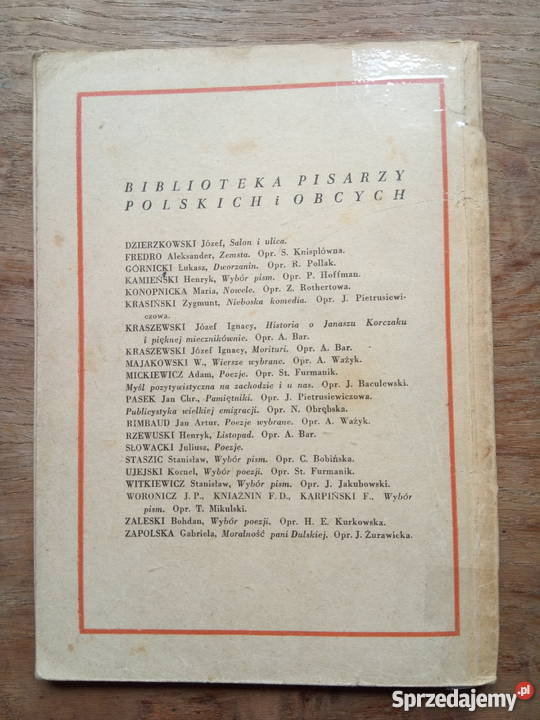 BIBLIOTEKA PISARZY
POLSKICH i OBCYCH
DZIERZKOWSKI Józef, Salon i ulica.
FREDRO Aleksander, Zemsta. Opr. S. Knisplówna.
GÓRNICKI Łukasz, Dworzanin. Opr. R. Pollak.
KAMIEŃSKI Henryk, Wybór pism. Opr. P. Hoffman.
KONOPNICKA Maria, Nowele. Opr. Z. Rothertowa.
KRASIŃSKI Zygmunt, Nieboska komedia. Opr. J. Pietrusiewi-
czowa.
KRASZEWSKI Józef Ignacy, Historia o Janaszu Korczaku
i pięknej miecznikównie. Opr. A. Bar.
KRASZEWSKI Józef Ignacy, Morituri. Opr. A. Bar.
MAJAKOWSKI W., Wiersze wybrane. Opr. A. Ważyk.
MICKIEWICZ Adam, Poezje. Opr. St. Furmanik.
Myśl pozytywistyczna na zachodzie i u nas. Opr. J. Baculewski.
PASEK Jan Chr., Pamiętniki. Opr. J. Pietrusiewiczowa.
Publicystyka wielkiej emigracji. Opr. N. Obrębska.
RIMBAUD Jan Artur, Poezje wybrane. Opr. A. Ważyk.
RZEWUSKI Henryk, Listopad. Opr. A. Bar.
SŁOWACKI Juliusz, Poezje.
STASZIC Stanisław, Wybór pism. Opr. C. Bobińska.
UJEJSKI Kornel, Wybór poezji. Opr. St. Furmanik.
WITKIEWICZ Stanisław, Wybór pism. Opr. J. Jakubowski.
WORONICZ J. P., KNIAŹNIN F. D., KARPIŃSKI F., Wybór
pism. Opr. T. Mikulski.
ZALESKI Bohdan, Wybór poezji. Opr. H. E. Kurkowska.
ZAPOLSKA Gabriela, Moralność pani Dulskiej. Opr. J. Żurawicka.
Sprzedajemy.pl